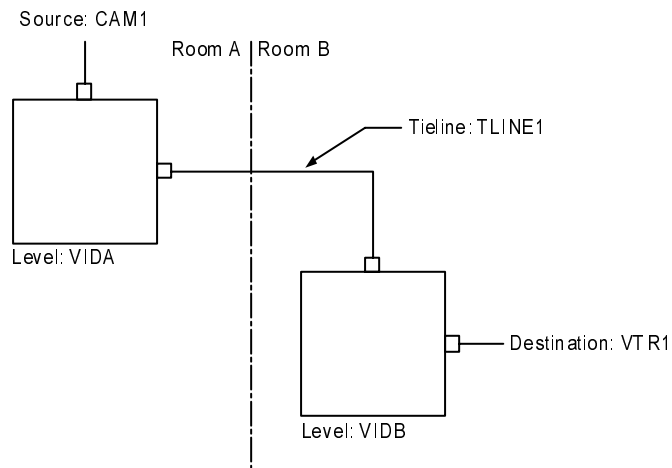 Source: CAM1
Room A
Room B
Tieline: TLINE1
Level: VIDA
Destination: VTR1
Level: VIDB